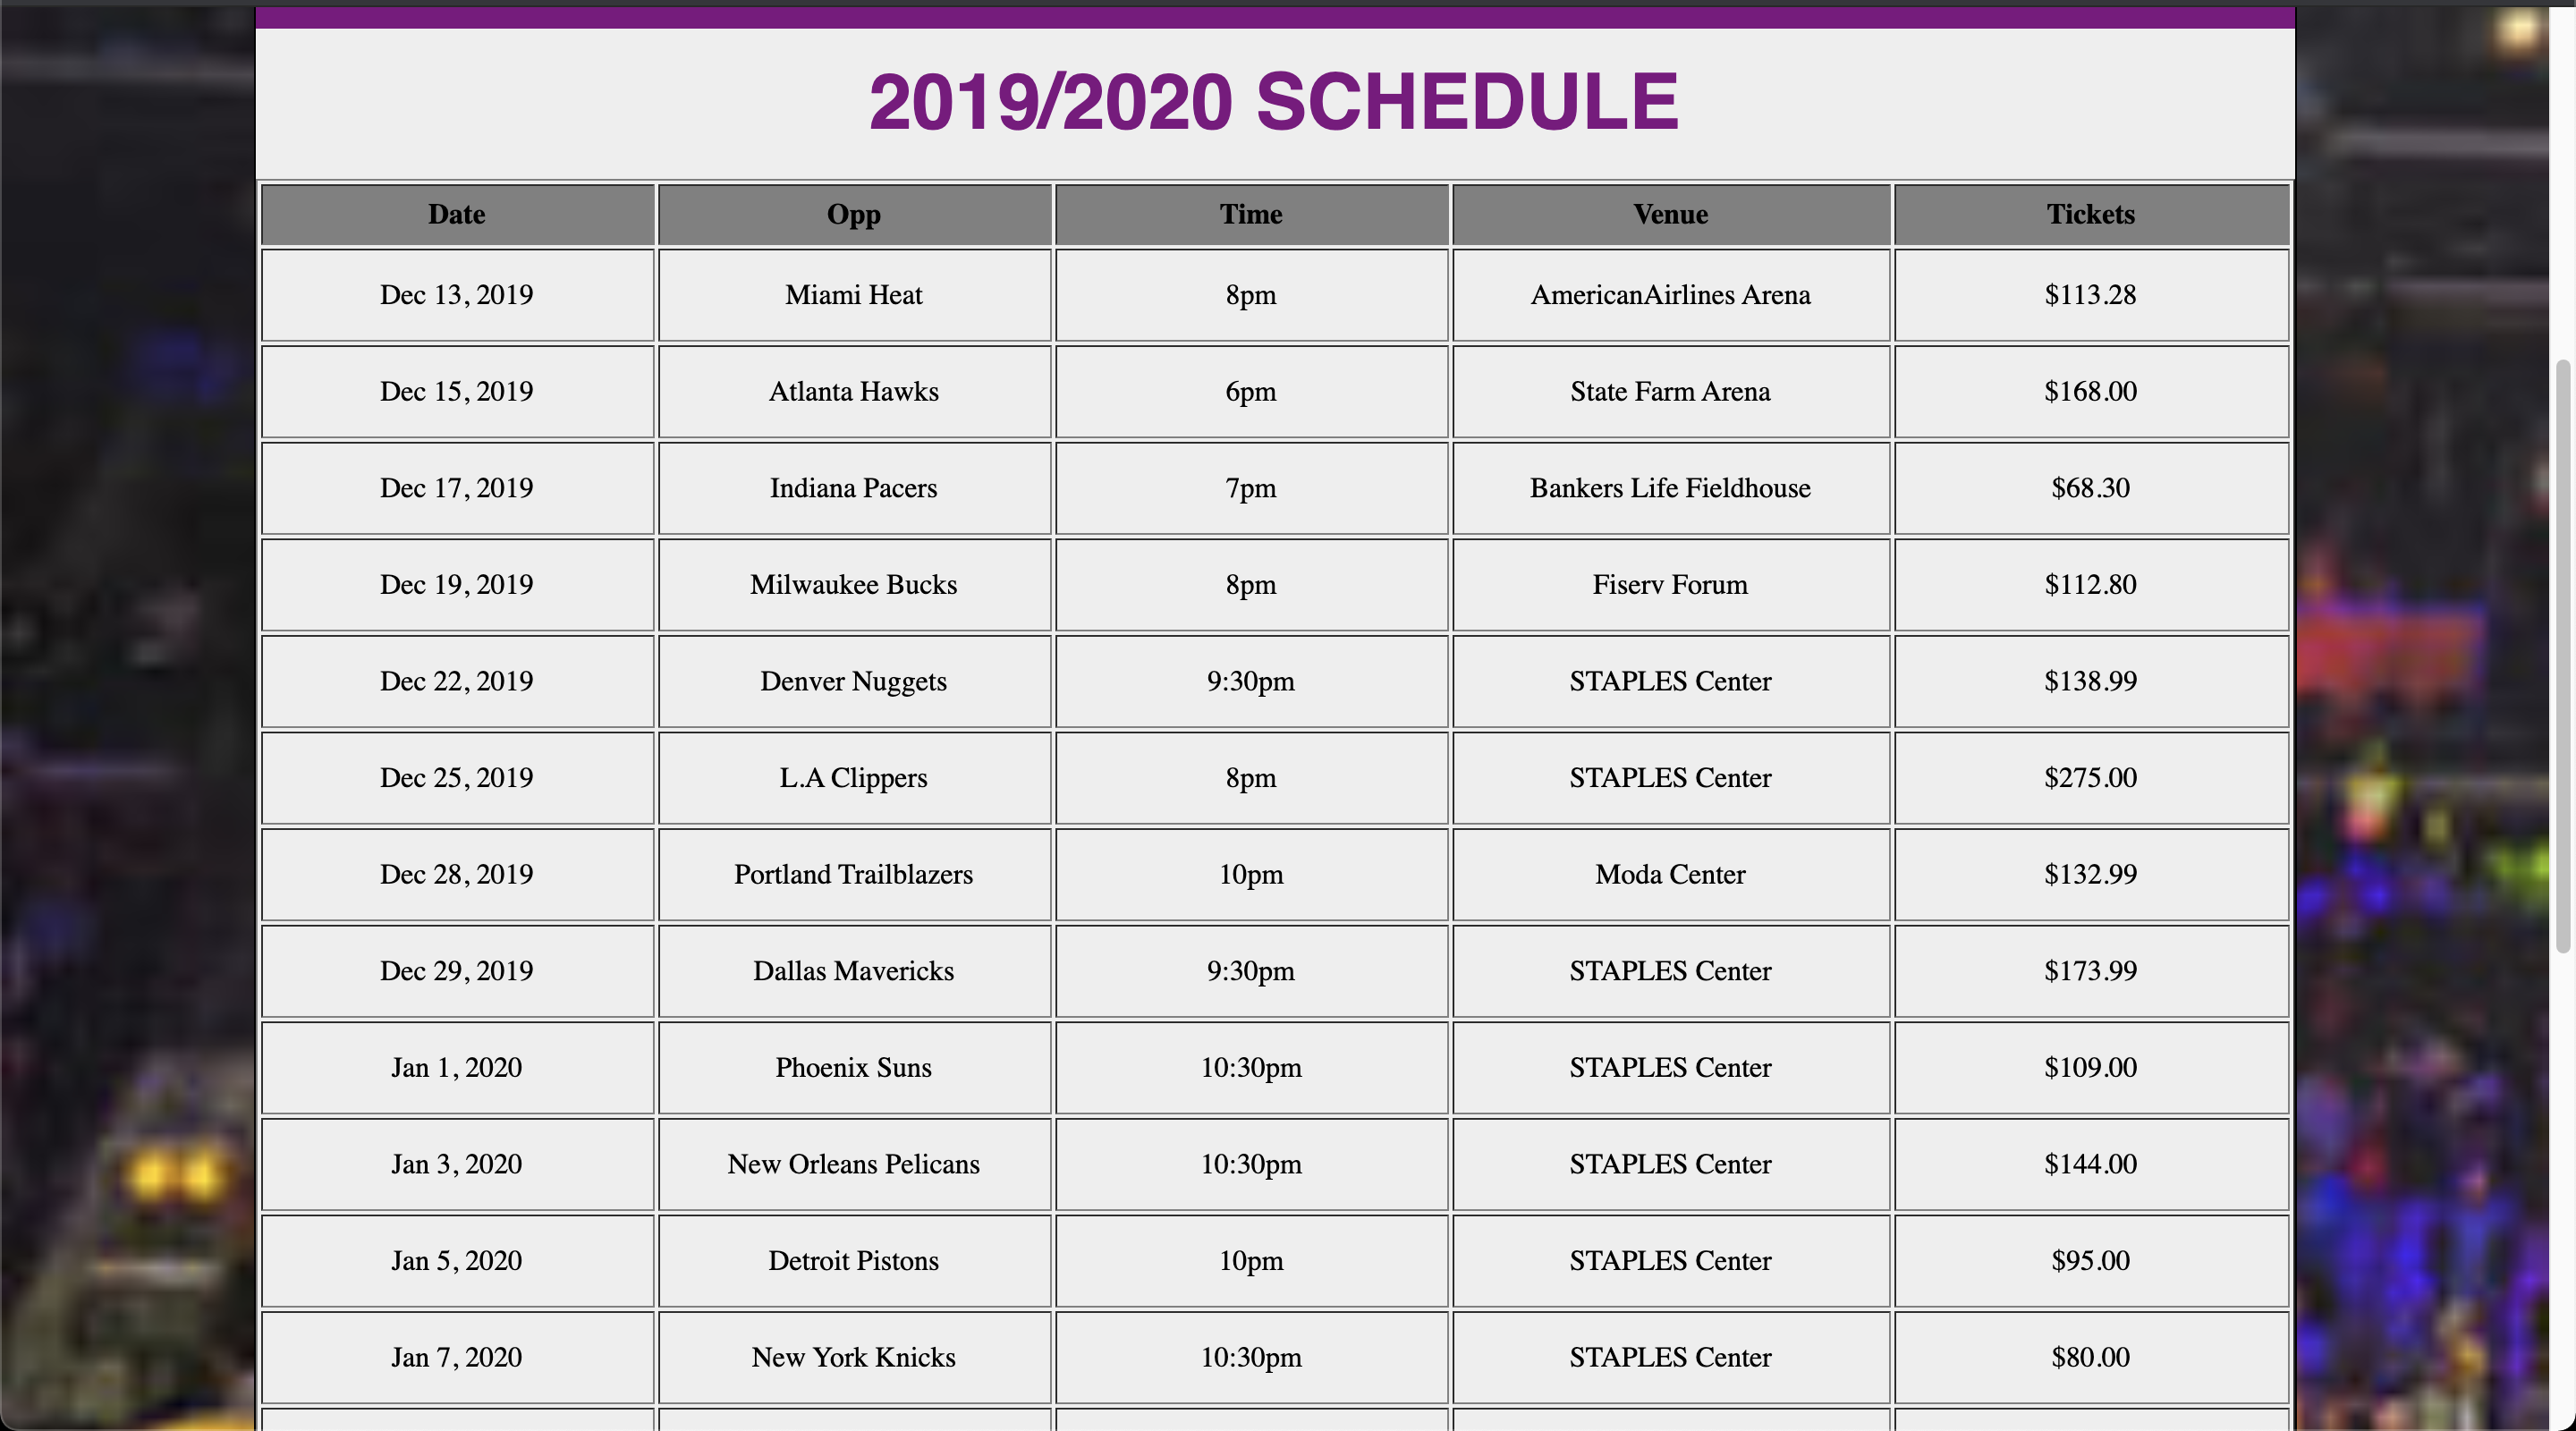 2019/2020 SCHEDULE
Date Opp Time Venue Tickets
Dec 13, 2019 Miami Heat 8pm AmericanAirlines Arena $113.28
Dec 15, 2019 Atlanta Hawks 6pm State Farm Arena $168.00
Dec 17, 2019 Indiana Pacers 7pm Bankers Life Fieldhouse $68.30
Dec 19, 2019 Milwaukee Bucks 8pm Fiserv Forum $112.80
Dec 22, 2019 Denver Nuggets 9:30pm STAPLES Center $138.99
Dec 25, 2019 L.A Clippers 8pm STAPLES Center $275.00
Dec 28, 2019 Portland Trailblazers 10pm Moda Center $132.99
Dec 29, 2019 Dallas Mavericks 9:30pm STAPLES Center $173.99
Jan 1, 2020 Phoenix Suns 10:30pm STAPLES Center $109.00
Jan 3, 2020 New Orleans Pelicans 10:30pm STAPLES Center $144.00
Jan 5, 2020 Detroit Pistons 10pm STAPLES Center $95.00
Jan 7, 2020 New York Knicks 10:30pm STAPLES Center $80.00